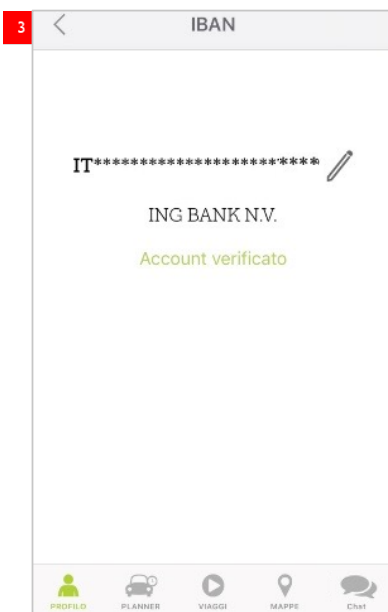 3
IBAN
IT*************************
ING BANK N.V.
Account verificato
PROFILO
PLANNER
VIAGGI
MAPPE
Chat